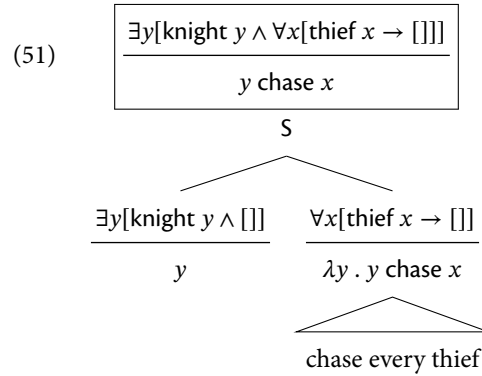 (51)
∃y[knight y ∧ ∀x[thief x → []]]
y chase x
S
∃y[knight y ∧ []]
∀x[thief x → []]
y
λy . y chase x
chase every thief